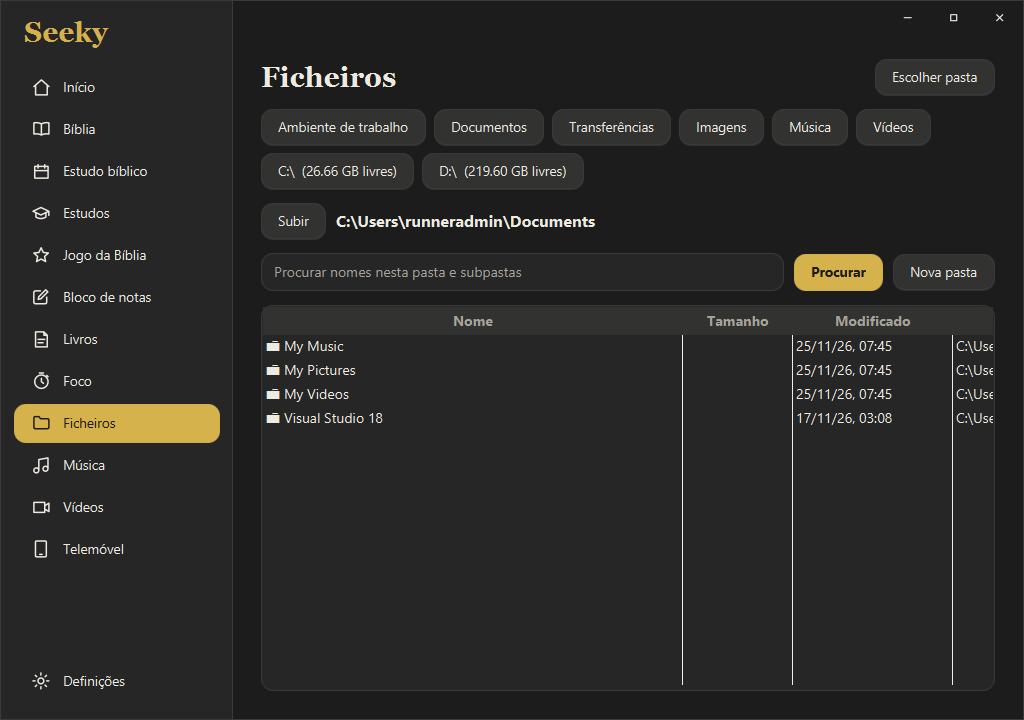 Seeky
Início
Bíblia
Estudo bíblico
Estudos
Jogo da Bíblia
Bloco de notas
Livros
Foco
Ficheiros
Música
Vídeos
Telemóvel
Definições
Ficheiros
Escolher pasta
Ambiente de trabalho Documentos Transferências Imagens Música Vídeos
C:\ (26.66 GB livres) D:\ (219.60 GB livres)
Subir C:\Users\runneradmin\Documents
Procurar nomes nesta pasta e subpastas Procurar Nova pasta
Nome Tamanho Modificado
My Music 25/11/26, 07:45 C:\Use
My Pictures 25/11/26, 07:45 C:\Use
My Videos 25/11/26, 07:45 C:\Use
Visual Studio 18 17/11/26, 03:08 C:\Use